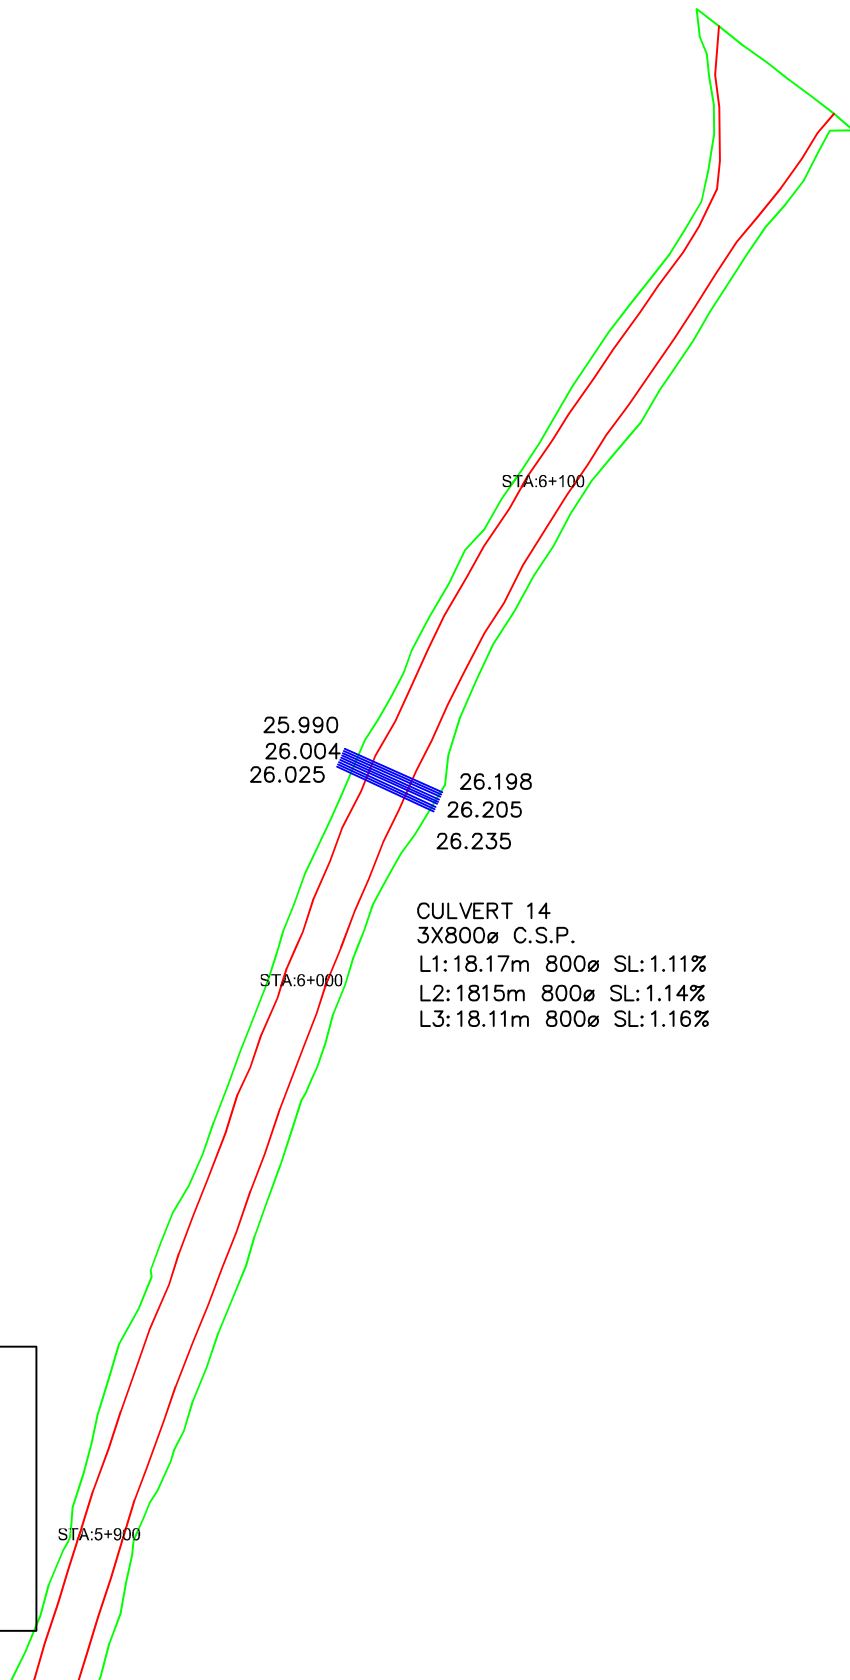 STA:6+100
25.990
26.004
26.025
26.198
26.205
26.235
CULVERT 14
3X800ø C.S.P.
L1:18.17m 800ø SL:1.11%
L2:1815m 800ø SL:1.14%
L3:18.11m 800ø SL:1.16%
STA:6+000
STA:5+900